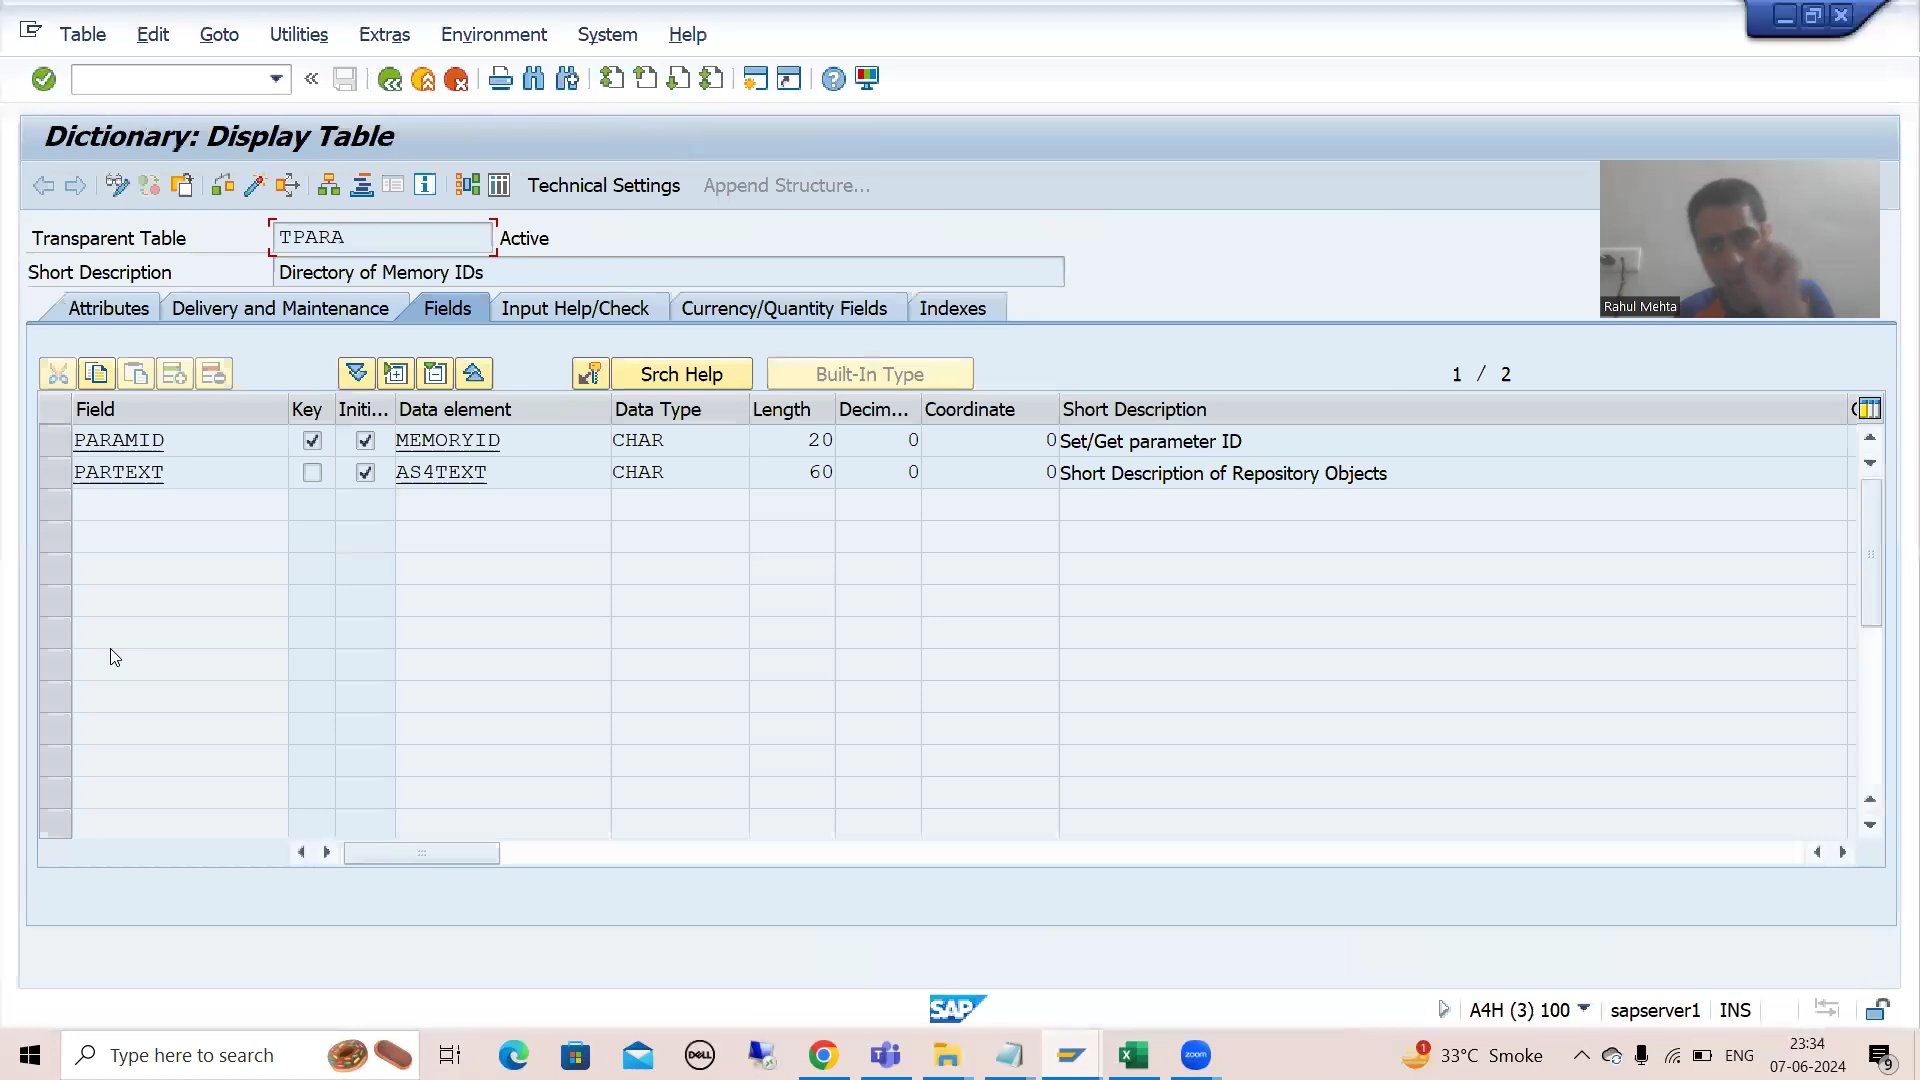 Table Edit Goto Utilities Extras Environment System Help
Dictionary: Display Table
Technical Settings Append Structure...
Transparent Table TPARA Active
Short Description Directory of Memory IDs
Rahul Mehta
Attributes Delivery and Maintenance Fields Input Help/Check Currency/Quantity Fields Indexes
Srch Help Built-In Type 1 / 2
Field Key Initi... Data element Data Type Length Decim... Coordinate Short Description
PARAMID MEMORYID CHAR 20 0 0 Set/Get parameter ID
PARTEXT AS4TEXT CHAR 60 0 0 Short Description of Repository Objects
SAP
A4H (3) 100 sapserver1 INS
Type here to search DELL zoom 1 33°C Smoke ENG 23:34
07-06-2024 9